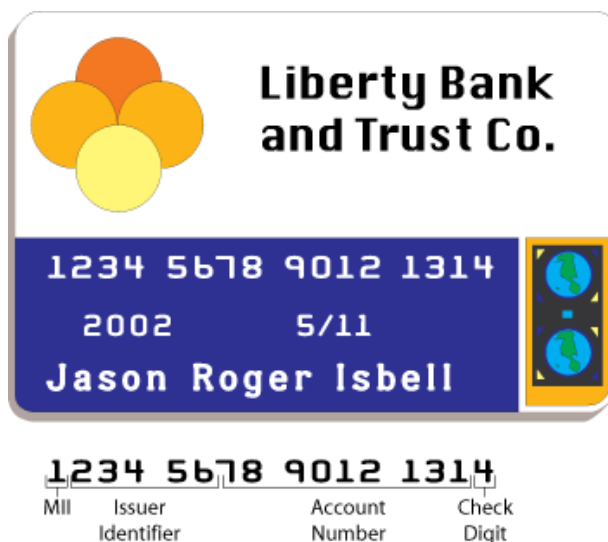 Liberty Bank
and Trust Co.
1234 5678 9012 1314
2002 5/11
Jason Roger Isbell
1234 5678 9012 1314
MII Issuer Identifier Account Number Check Digit